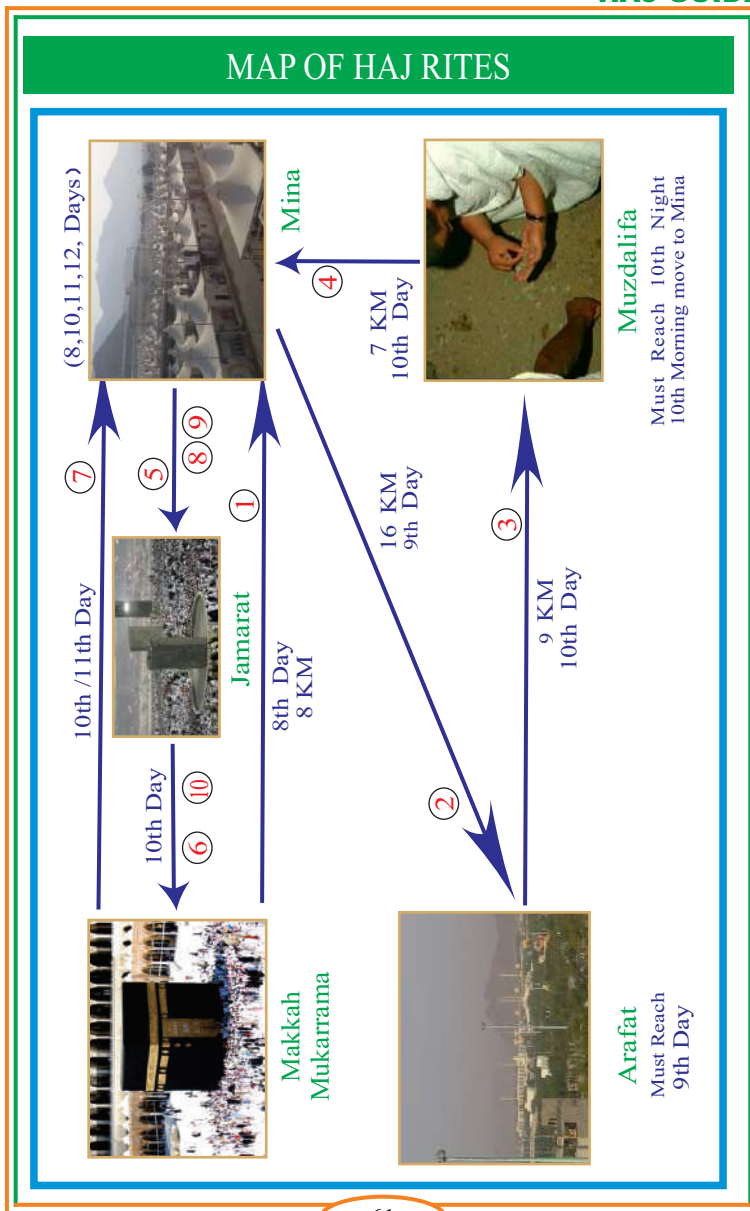 HAJ GUIDE
MAP OF HAJ RITES
(8,10,11,12, Days)
Mina
7
10th /11th Day
5
8 9
1
8th Day
8 KM
Jamarat
10th Day
6 10
Makkah
Mukarrama
4
7 KM
10th Day
16 KM
9th Day
2
Muzdalifa
Must Reach 10th Night
10th Morning move to Mina
3
9 KM
10th Day
Arafat
Must Reach
9th Day
61